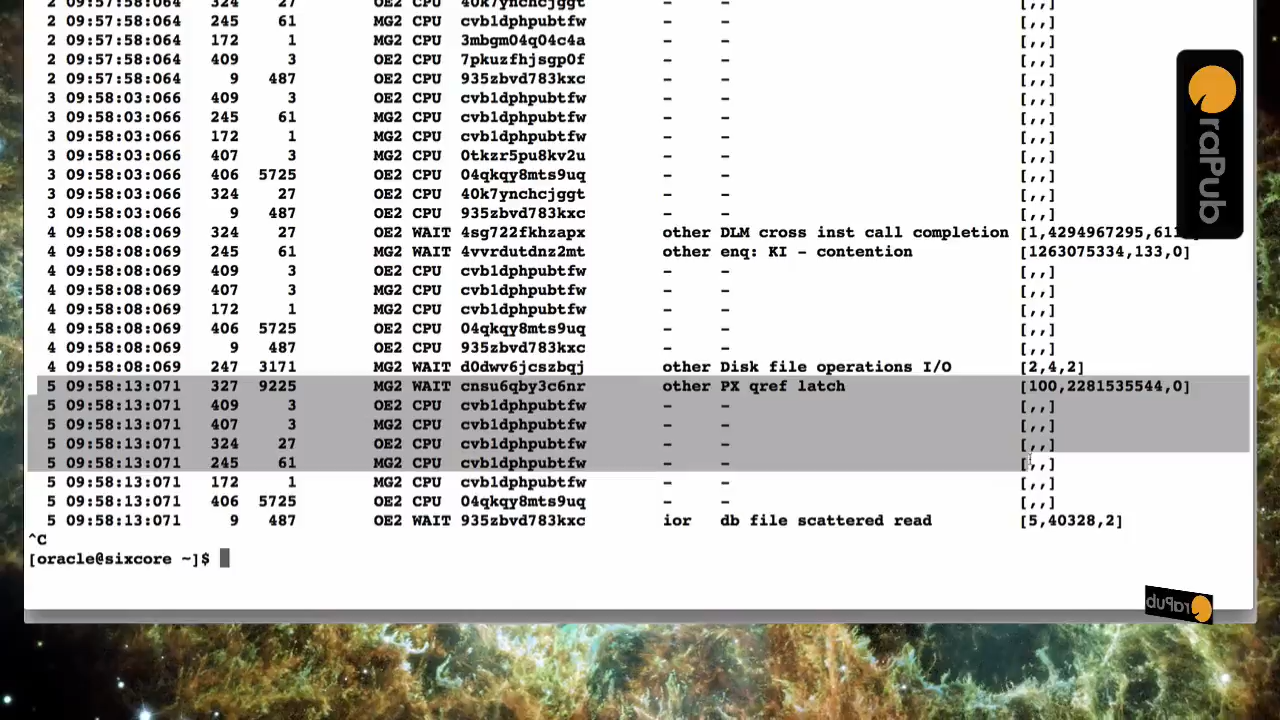 2 09:57:58:064 324 27 OE2 CPU 40k7ynchcjggt - - [,,]
2 09:57:58:064 245 61 MG2 CPU cvb1dphpubtfw - - [,,]
2 09:57:58:064 172 1 MG2 CPU 3mbgm04q04c4a - - [,,]
2 09:57:58:064 409 3 OE2 CPU 7pkuzfhjsgp0f - - [,,]
2 09:57:58:064 9 487 OE2 CPU 935zbvd783kxc - - [,,]
3 09:58:03:066 409 3 OE2 CPU cvb1dphpubtfw - - [,,]
3 09:58:03:066 245 61 MG2 CPU cvb1dphpubtfw - - [,,]
3 09:58:03:066 172 1 MG2 CPU cvb1dphpubtfw - - [,,]
3 09:58:03:066 407 3 MG2 CPU 0tkzr5pu8kv2u - - [,,]
3 09:58:03:066 406 5725 OE2 CPU 04qkqy8mts9uq - - [,,]
3 09:58:03:066 324 27 OE2 CPU 40k7ynchcjggt - - [,,]
3 09:58:03:066 9 487 OE2 CPU 935zbvd783kxc - - [,,]
4 09:58:08:069 324 27 OE2 WAIT 4sg722fkhzapx other DLM cross inst call completion [1,4294967295,611
4 09:58:08:069 245 61 MG2 WAIT 4vvrdutdnz2mt other enq: KI - contention [1263075334,133,0]
4 09:58:08:069 409 3 OE2 CPU cvb1dphpubtfw - - [,,]
4 09:58:08:069 407 3 MG2 CPU cvb1dphpubtfw - - [,,]
4 09:58:08:069 172 1 MG2 CPU cvb1dphpubtfw - - [,,]
4 09:58:08:069 406 5725 OE2 CPU 04qkqy8mts9uq - - [,,]
4 09:58:08:069 9 487 OE2 CPU 935zbvd783kxc - - [,,]
4 09:58:08:069 247 3171 MG2 WAIT d0dwv6jcszbqj other Disk file operations I/O [2,4,2]
5 09:58:13:071 327 9225 MG2 WAIT cnsu6qby3c6nr other PX qref latch [100,2281535544,0]
5 09:58:13:071 409 3 OE2 CPU cvb1dphpubtfw - - [,,]
5 09:58:13:071 407 3 MG2 CPU cvb1dphpubtfw - - [,,]
5 09:58:13:071 324 27 OE2 CPU cvb1dphpubtfw - - [,,]
5 09:58:13:071 245 61 MG2 CPU cvb1dphpubtfw - - [,,]
5 09:58:13:071 172 1 MG2 CPU cvb1dphpubtfw - - [,,]
5 09:58:13:071 406 5725 OE2 CPU 04qkqy8mts9uq - - [,,]
5 09:58:13:071 9 487 OE2 WAIT 935zbvd783kxc ior db file scattered read [5,40328,2]
^C
[oracle@sixcore ~]$
OraPub
OraPub